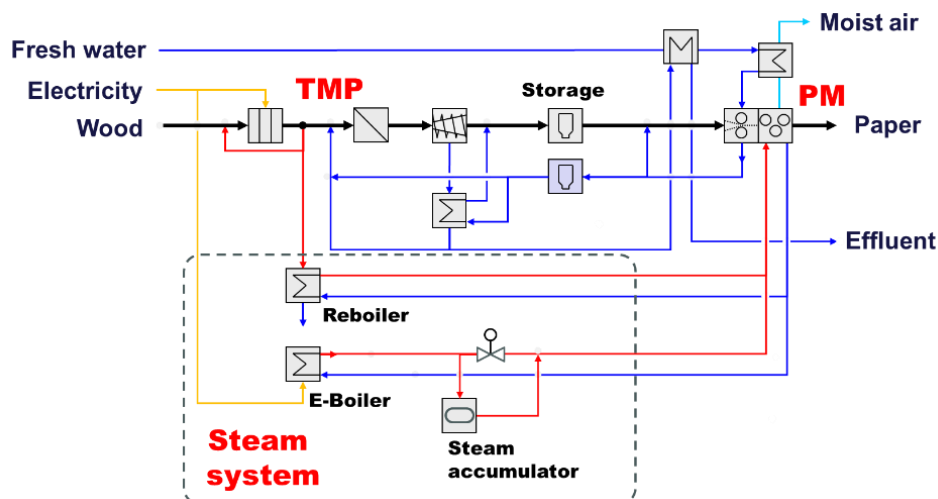 Moist air
Fresh water
Electricity
TMP
Storage
PM
Wood
Paper
Effluent
Reboiler
E-Boiler
Steam
system
Steam
accumulator